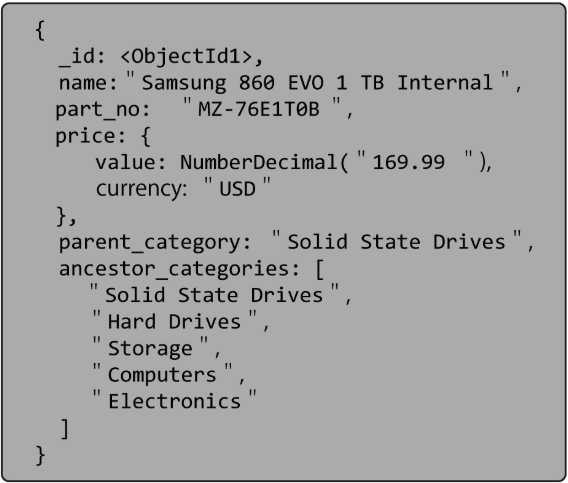 {
_id: <ObjectId1>,
name: "Samsung 860 EVO 1 TB Internal",
part_no: "MZ-76E1T0B ",
price: {
value: NumberDecimal("169.99 "),
currency: "USD"
},
parent_category: "Solid State Drives",
ancestor_categories: [
"Solid State Drives",
"Hard Drives",
"Storage",
"Computers",
"Electronics"
]
}